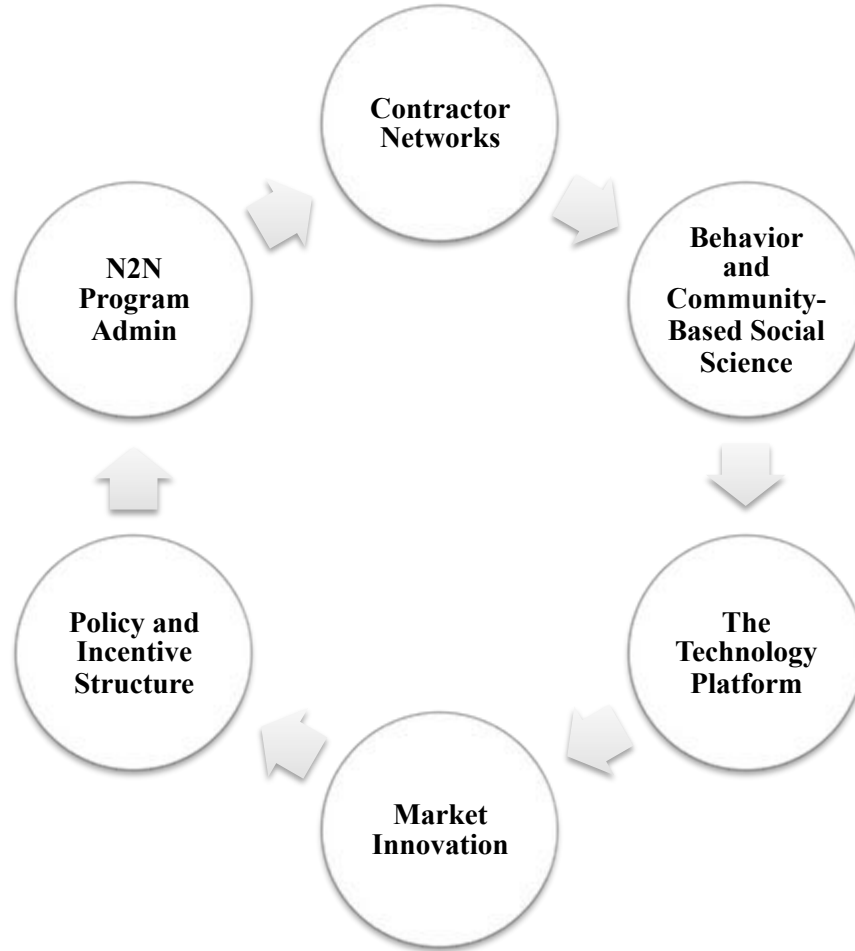 Contractor
Networks
Behavior
and
Community-
Based Social
Science
The
Technology
Platform
Market
Innovation
Policy and
Incentive
Structure
N2N
Program
Admin